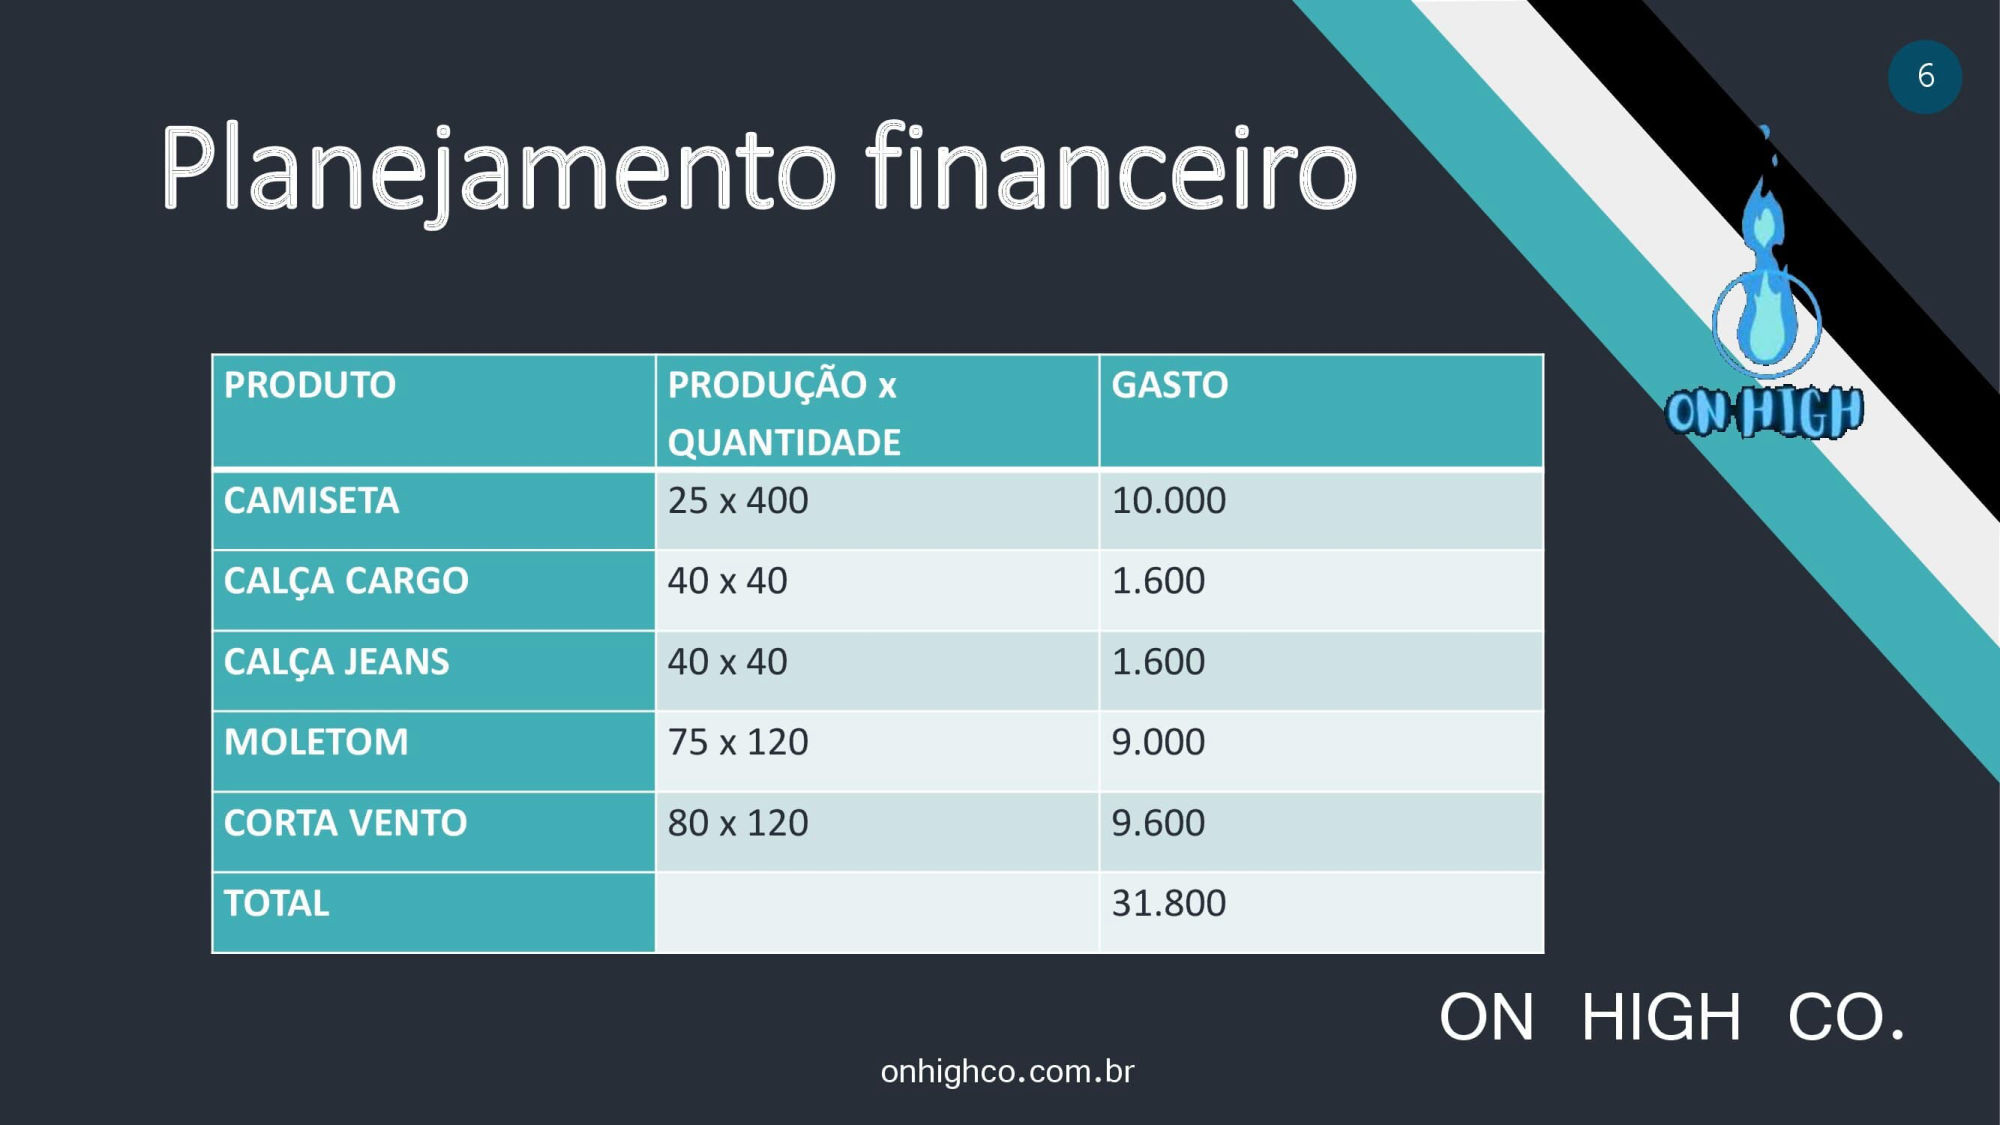 6
Planejamento financeiro
ON HIGH
PRODUTO
PRODUÇÃO x
QUANTIDADE
GASTO
CAMISETA
25 x 400
10.000
CALÇA CARGO
40 x 40
1.600
CALÇA JEANS
40 x 40
1.600
MOLETOM
75 x 120
9.000
CORTA VENTO
80 x 120
9.600
TOTAL
31.800
ON HIGH CO.
onhighco.com.br